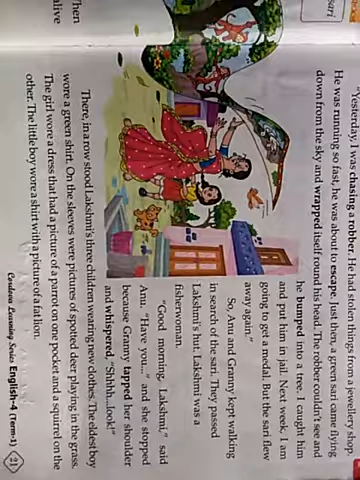 sari
"Yesterday, I was chasing a robber. He had stolen things from a jewellery shop.
He was running so fast, he was about to escape. Just then, a green sari came flying
down from the sky and wrapped itself round his head. The robber couldn't see and
he bumped into a tree. I caught him
and put him in jail. Next week, I am
going to get a medal. But the sari flew
away again."
So, Anu and Granny kept walking
in search of the sari. They passed
Lakshmi's hut. Lakshmi was a
fisherwoman.
"Good morning, Lakshmi," said
Anu. "Have you..." and she stopped
because Granny tapped her shoulder
and whispered, "Shhhh...look!"
There, in a row stood Lakshmi's three children wearing new clothes. The eldest boy
wore a green shirt. On the sleeves were pictures of spotted deer playing in the grass.
The girl wore a dress that had a picture of a parrot on one pocket and a squirrel on the
other. The little boy wore a shirt with a picture of a fat lion.
Then
alive
Cordova Learning Series English-4 (Term-1) 21